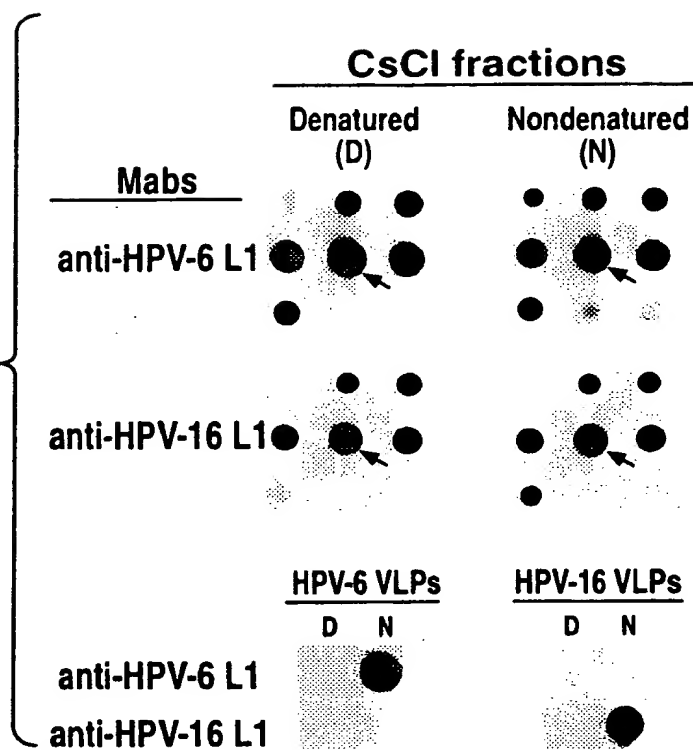 CsCl fractions
Denatured
(D)
Nondenatured
(N)
Mabs
anti-HPV-6 L1
anti-HPV-16 L1
HPV-6 VLPs
HPV-16 VLPs
D N
D N
anti-HPV-6 L1
anti-HPV-16 L1